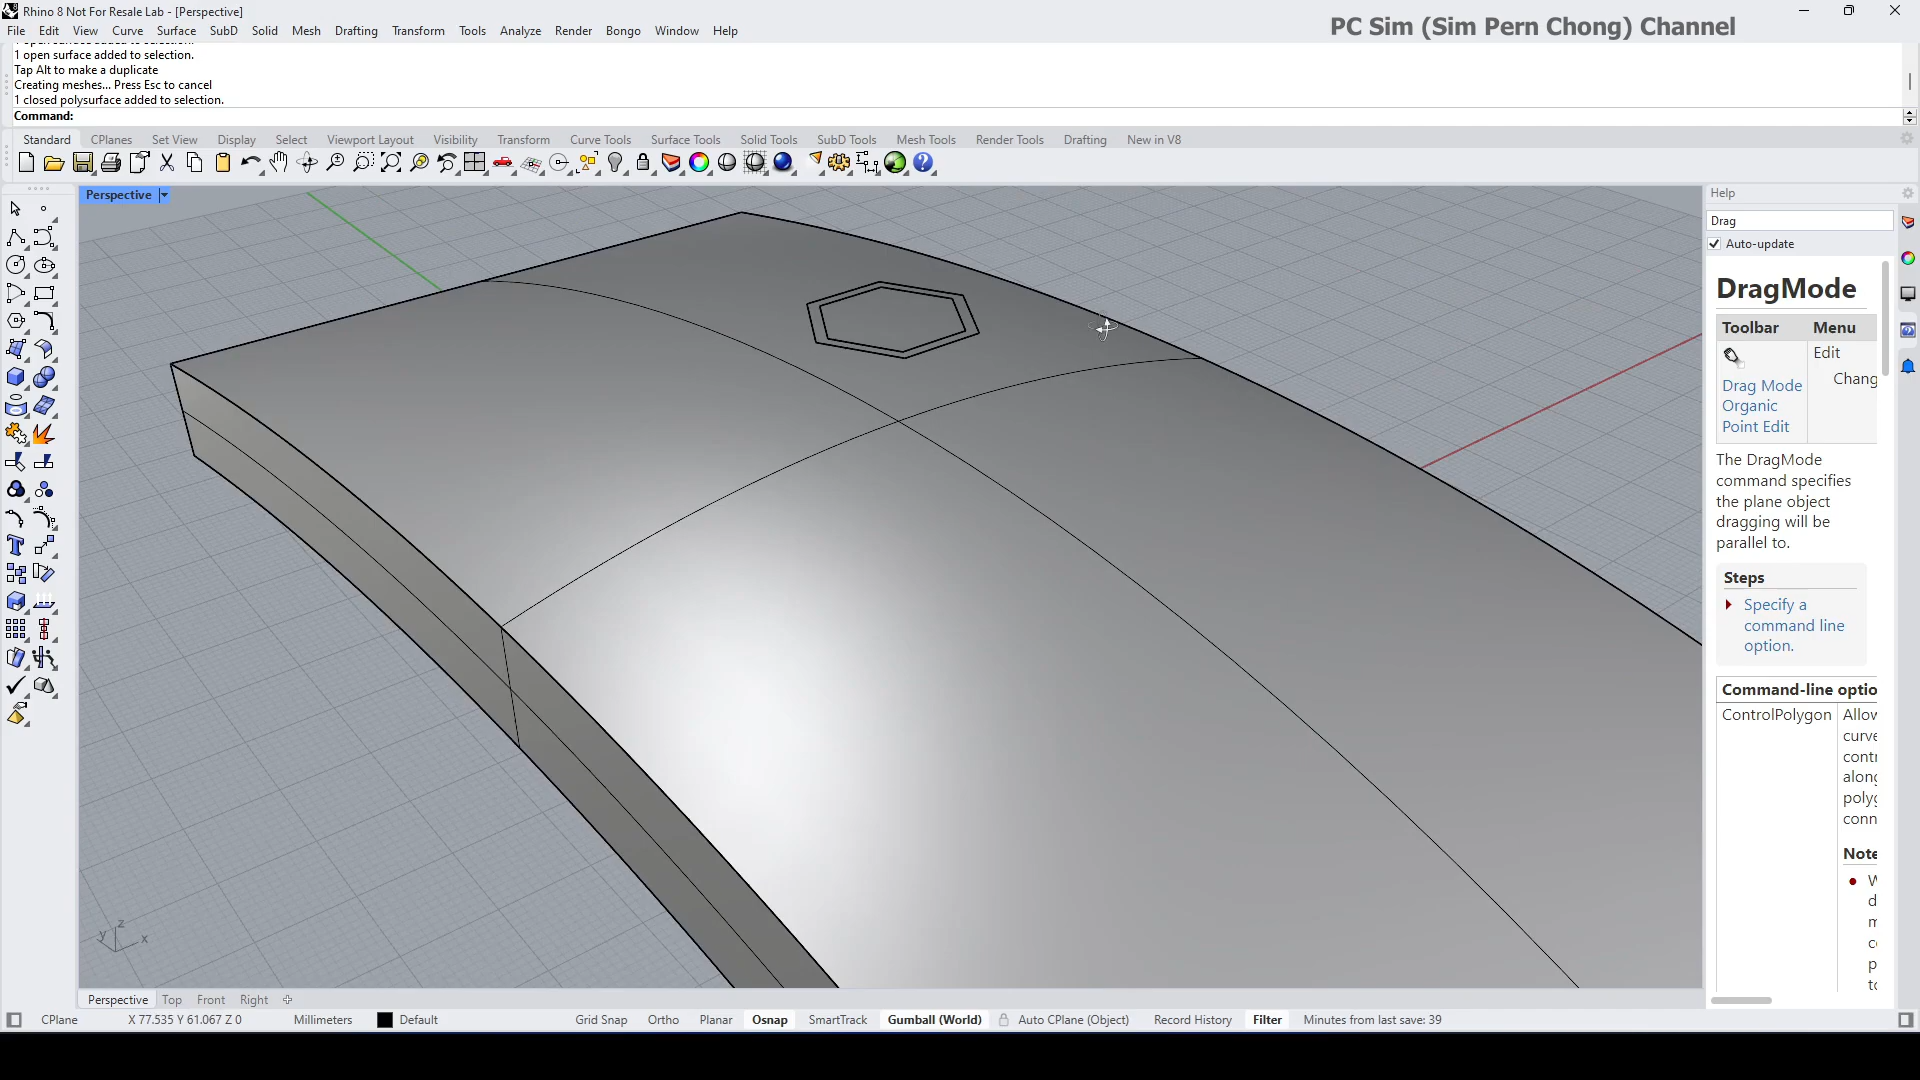 Rhino 8 Not For Resale Lab - [Perspective]
PC Sim (Sim Pern Chong) Channel
File Edit View Curve Surface SubD Solid Mesh Drafting Transform Tools Analyze Render Bongo Window Help
1 open surface added to selection.
Tap Alt to make a duplicate
Creating meshes... Press Esc to cancel
1 closed polysurface added to selection.
Command:
Standard CPlanes Set View Display Select Viewport Layout Visibility Transform Curve Tools Surface Tools Solid Tools SubD Tools Mesh Tools Render Tools Drafting New in V8
Perspective
Help
Drag
Auto-update
DragMode
Toolbar Menu
Edit
Chang
Drag Mode
Organic
Point Edit
The DragMode
command specifies
the plane object
dragging will be
parallel to.
Steps
Specify a
command line
option.
Command-line optio
ControlPolygon Allow
curve
contr
along
polyg
conn
Note
W
d
m
c
p
to
z
y x
Perspective Top Front Right
CPlane X 77.535 Y 61.067 Z 0 Millimeters Default Grid Snap Ortho Planar Osnap SmartTrack Gumball (World) Auto CPlane (Object) Record History Filter Minutes from last save: 39